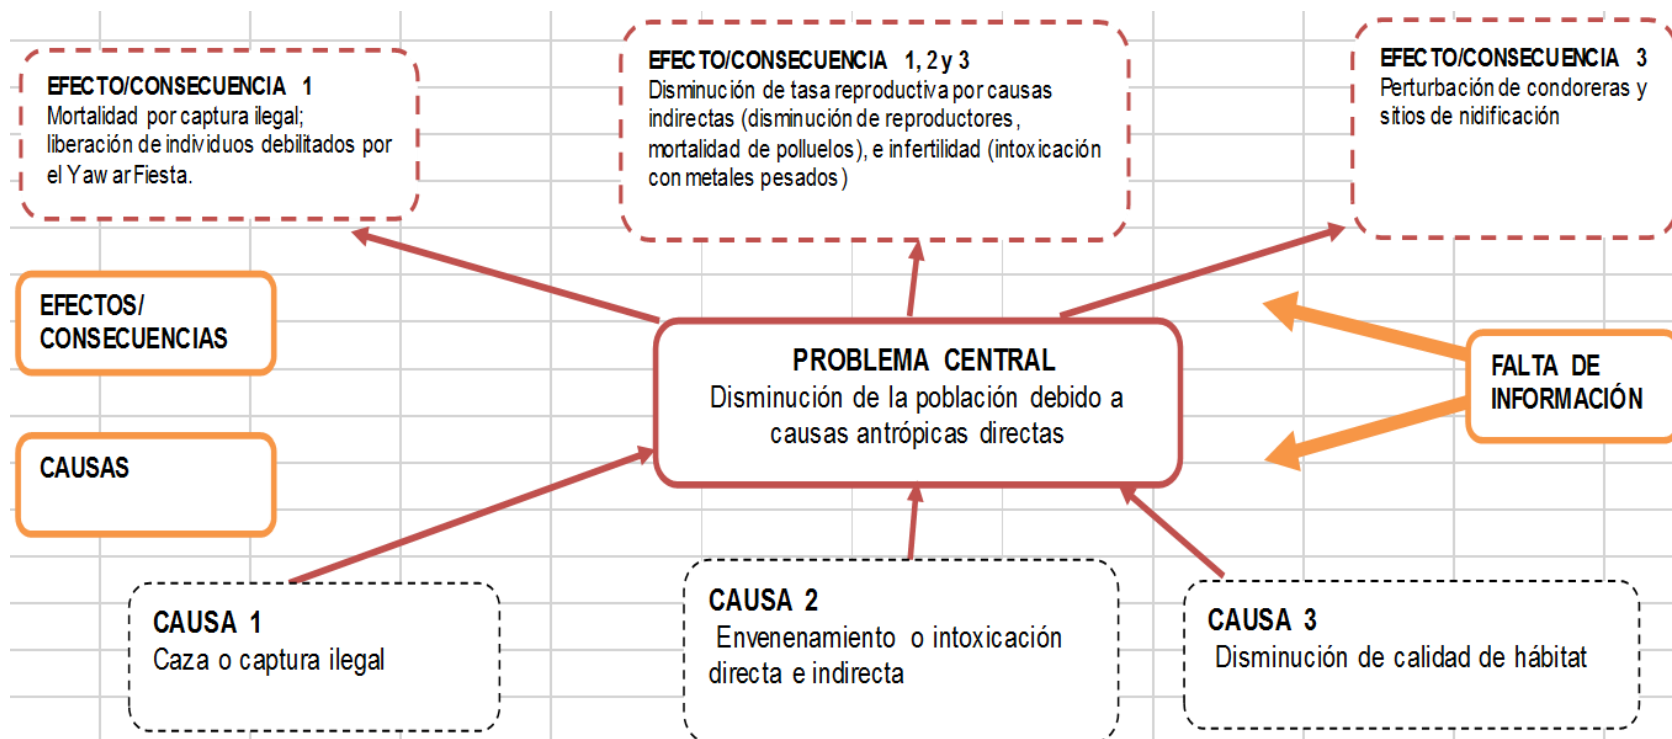 EFECTO/CONSECUENCIA 1
Mortalidad por captura ilegal;
liberación de individuos debilitados por
el Yawar Fiesta.
EFECTO/CONSECUENCIA 1, 2 y 3
Disminución de tasa reproductiva por causas
indirectas (disminución de reproductores,
mortalidad de polluelos), e infertilidad (intoxicación
con metales pesados)
EFECTO/CONSECUENCIA 3
Perturbación de condoreras y
sitios de nidificación
EFECTOS/
CONSECUENCIAS
PROBLEMA CENTRAL
Disminución de la población debido a
causas antrópicas directas
FALTA DE
INFORMACIÓN
CAUSAS
CAUSA 1
Caza o captura ilegal
CAUSA 2
Envenenamiento o intoxicación
directa e indirecta
CAUSA 3
Disminución de calidad de hábitat